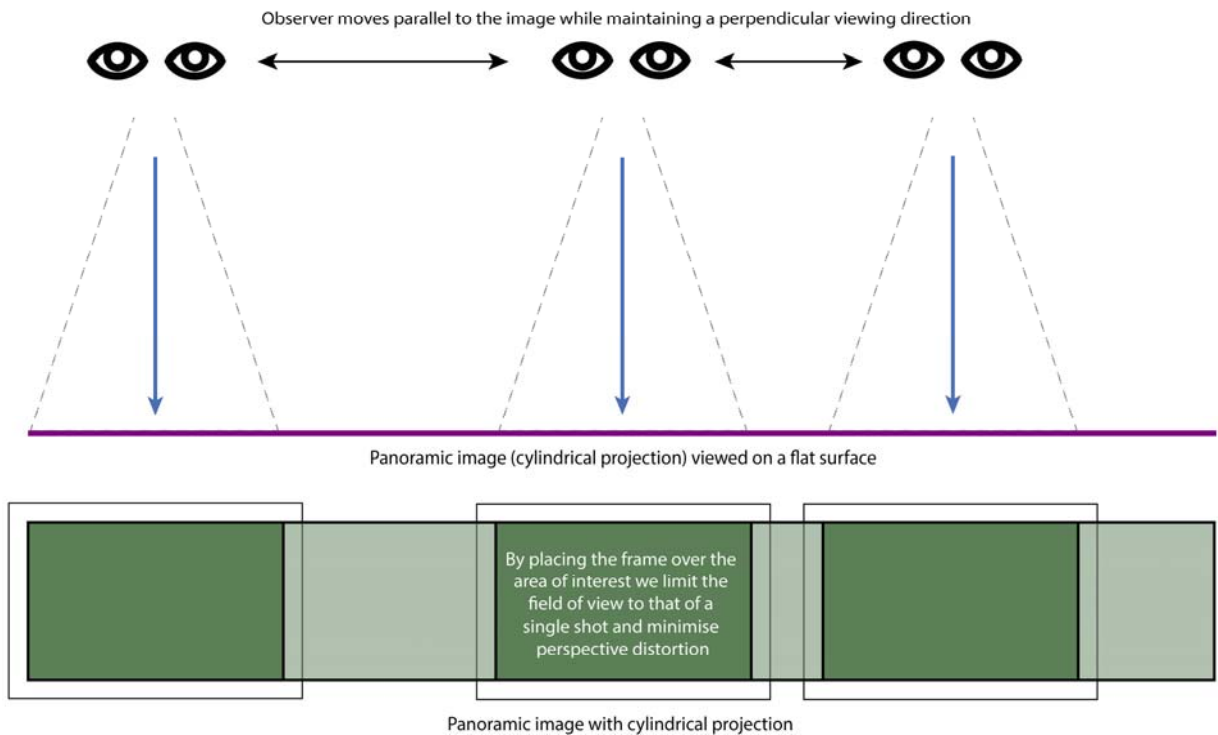 Observer moves parallel to the image while maintaining a perpendicular viewing direction
Panoramic image (cylindrical projection) viewed on a flat surface
By placing the frame over the
area of interest we limit the
field of view to that of a
single shot and minimise
perspective distortion
Panoramic image with cylindrical projection